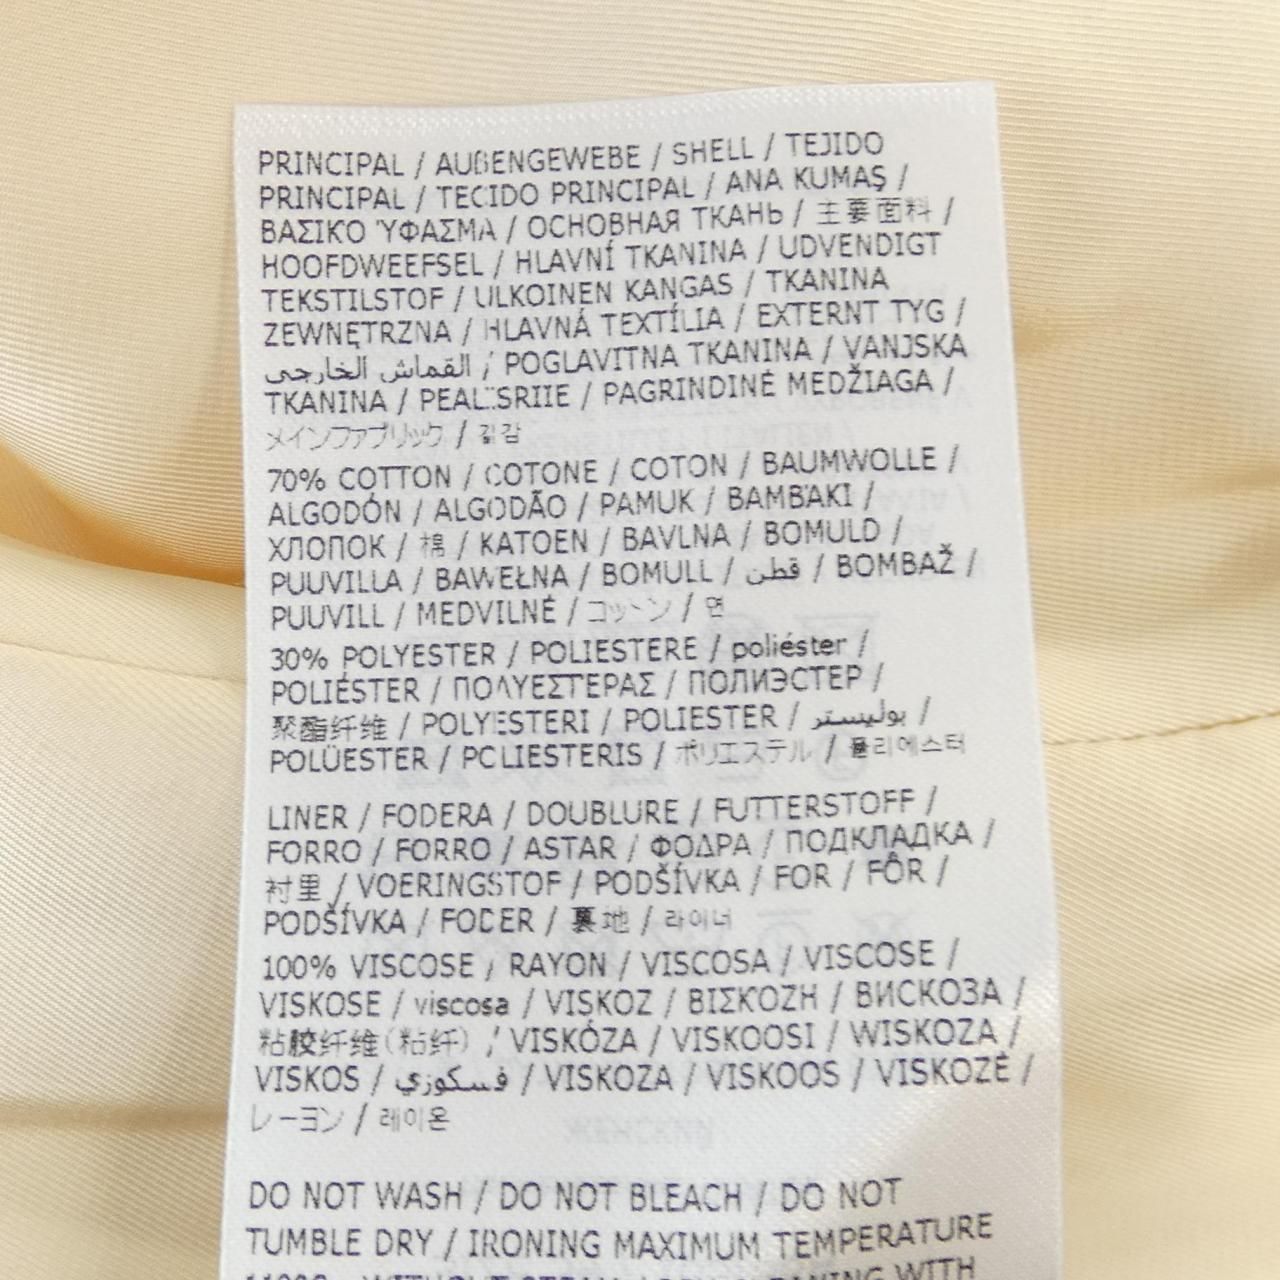 PRINCIPAL / AUßENGEWEBE / SHELL / TEJIDO
PRINCIPAL / TECIDO PRINCIPAL / ANA KUMAŞ /
ΒΑΣΙΚΌ ΎΦΑΣΜΑ / ОСНОВНАЯ ТКАНЬ / 主要面料 /
HOOFDWEEFSEL / HLAVNÍ TKANINA / UDVENDIGT
TEKSTILSTOF / ULKOINEN KANGAS / TKANINA
ZEWNĘTRZNA / HLAVNÁ TEXTÍLIA / EXTERNT TYG /
القماش الخارجي / POGLAVITNA TKANINA / VANJSKA
TKANINA / PEALISRIIE / PAGRINDINĖ MEDŽIAGA /
メインファブリック / 겉감
70% COTTON / COTONE / COTON / BAUMWOLLE /
ALGODÓN / ALGODÃO / PAMUK / ΒΑΜΒΆΚΙ /
ХЛОПОК / 棉 / KATOEN / BAVLNA / BOMULD /
PUUVILLA / BAWEŁNA / BOMULL / قطن / BOMBAŽ /
PUUVILL / MEDVILNĖ / コットン / 면
30% POLYESTER / POLIESTERE / poliéster /
POLIÉSTER / ΠΟΛΥΕΣΤΕΡΑΣ / ПОЛИЭСТЕР /
聚酯纤维 / POLYESTERI / POLIESTER / بوليستر /
POLÜESTER / POLIESTERIS / ポリエステル / 폴리에스터
LINER / FODERA / DOUBLURE / FUTTERSTOFF /
FORRO / FORRO / ASTAR / ΦΟΔΡΑ / ПОДКЛАДКА /
衬里 / VOERINGSTOF / PODŠÍVKA / FOR / FÔR /
PODŠÍVKA / FODER / 裏地 / 라이너
100% VISCOSE / RAYON / VISCOSA / VISCOSE /
VISKOSE / viscosa / VISKOZ / ΒΙΣΚΌΖΗ / ВИСКОЗА /
粘胶纤维(粘纤) / VISKÓZA / VISKOOSI / WISKOZA /
VISKOS / فسكوزي / VISKOZA / VISKOOS / VISKOZĖ /
レーヨン / 레이온
DO NOT WASH / DO NOT BLEACH / DO NOT
TUMBLE DRY / IRONING MAXIMUM TEMPERATURE